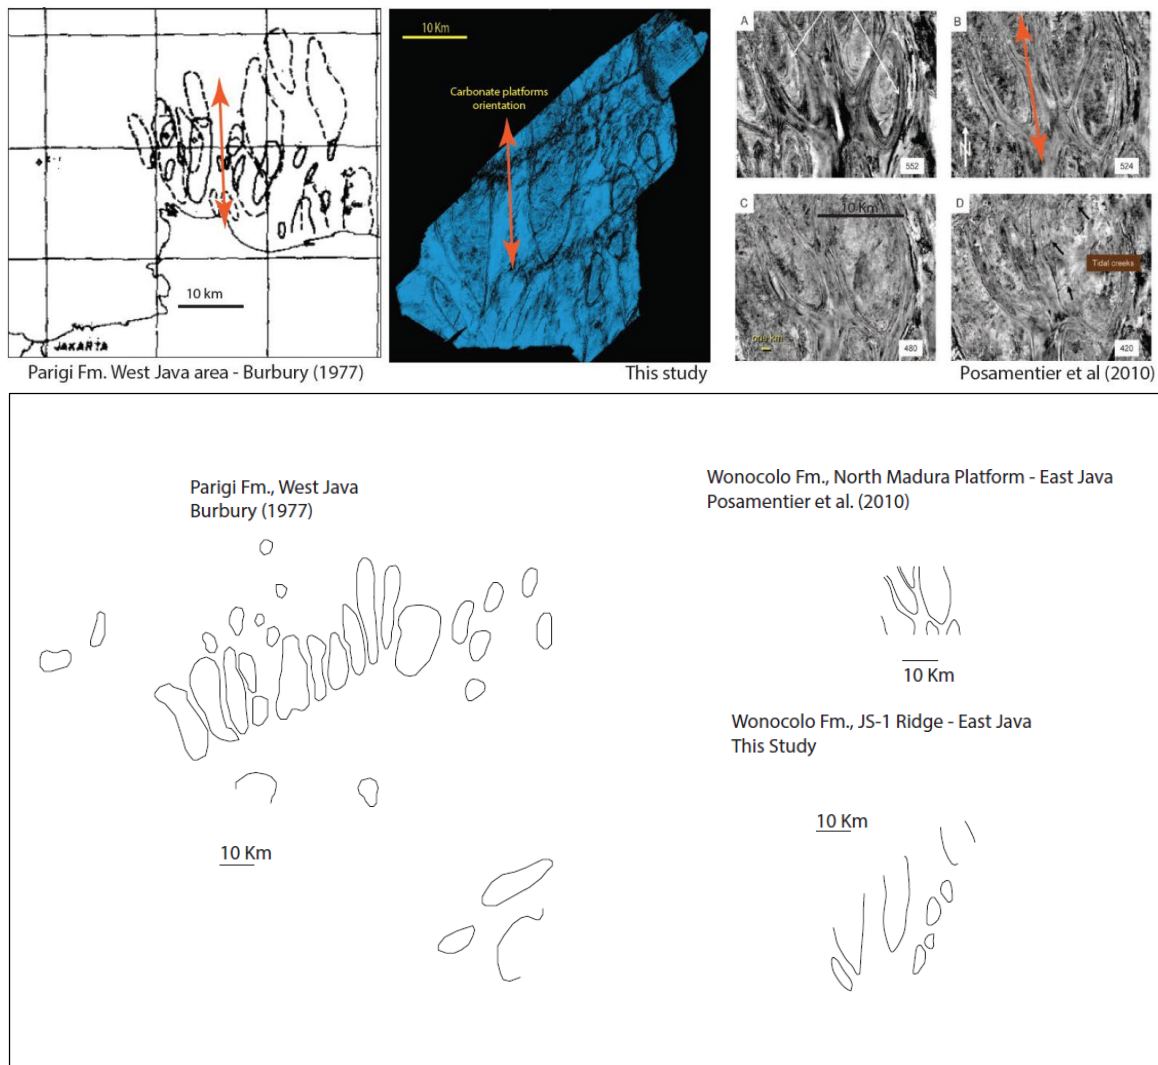 10 km
JAKARTA
Parigi Fm. West Java area - Burbury (1977)
10 Km
Carbonate platforms
orientation
This study
A
552
B
524
C
10 Km
one km
480
D
Tidal creeks
420
Posamentier et al (2010)
Parigi Fm., West Java
Burbury (1977)
10 Km
Wonocolo Fm., North Madura Platform - East Java
Posamentier et al. (2010)
10 Km
Wonocolo Fm., JS-1 Ridge - East Java
This Study
10 Km